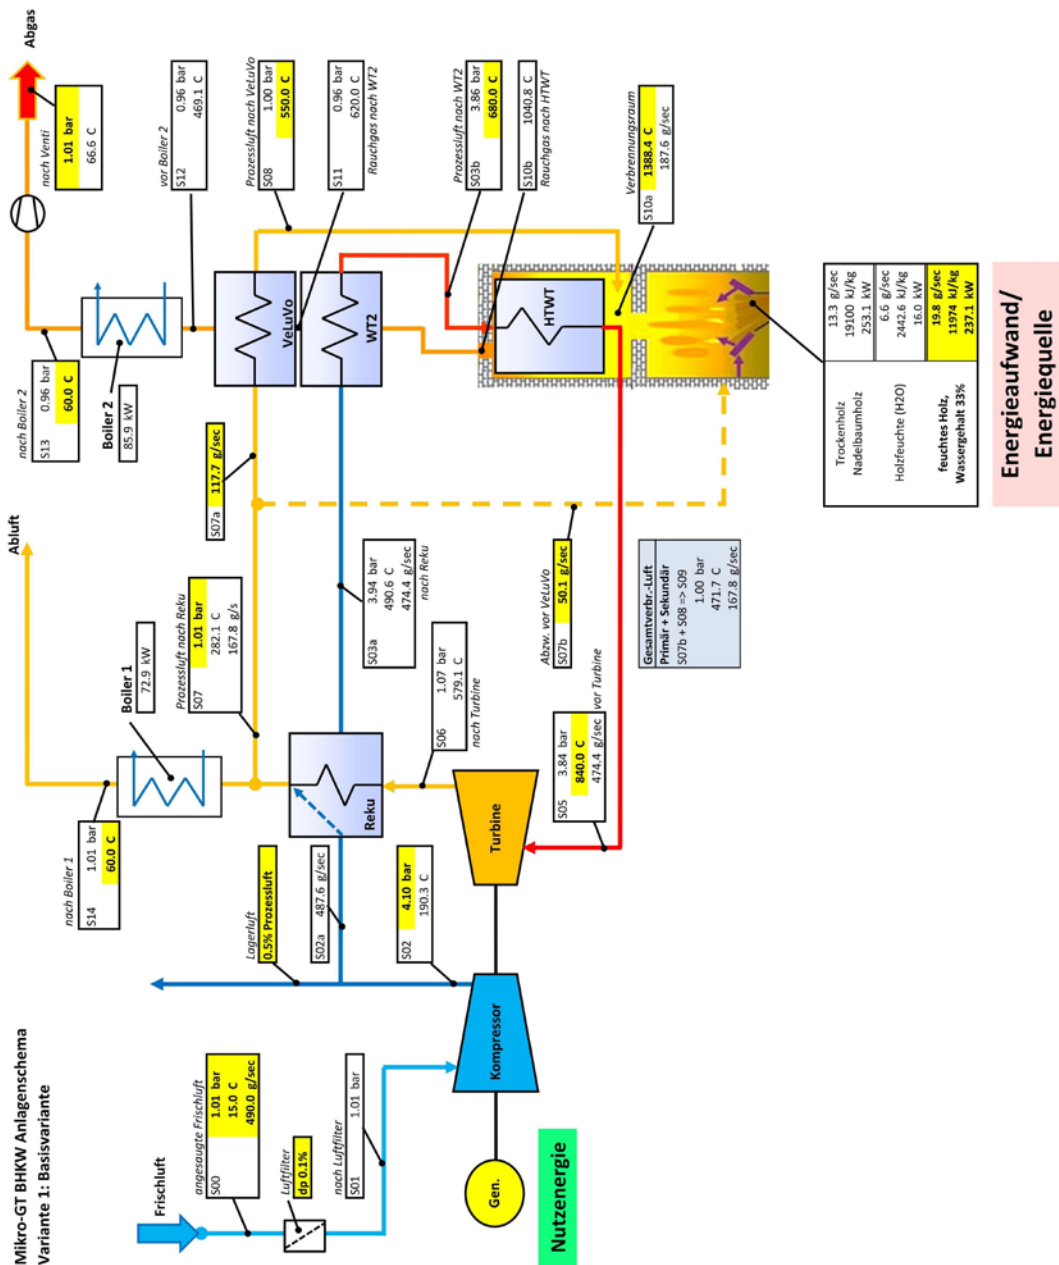 Mikro-GT BHKW Anlagenschema
Variante 1: Basisvariante
Frischluft
angesaugte Frischluft
S00 1.01 bar
15.0 C
490.0 g/sec
Luftfilter
dp 0.1%
nach Luftfilter
S01 1.01 bar
Gen.
Nutzenergie
Kompressor
Turbine
Lagerluft
0.5% Prozessluft
S02a 487.6 g/sec
S02 4.10 bar
190.3 C
nach Boiler 1
S14 1.01 bar
60.0 C
Abluft
Boiler 1
72.9 kW
Prozessluft nach Reku
S07 1.01 bar
282.1 C
167.8 g/s
Reku
S06 1.07 bar
579.1 C
nach Turbine
S03a 3.94 bar
490.6 C
474.4 g/sec
nach Reku
S05 3.84 bar
840.0 C
474.4 g/sec
vor Turbine
S07a 117.7 g/sec
Abzw. vor VeLuVo
S07b 50.1 g/sec
Gesamtverbr.-Luft
Primär + Sekundär
S07b + S08 => S09
1.00 bar
471.7 C
167.8 g/sec
nach Boiler 2
S13 0.96 bar
60.0 C
Boiler 2
85.9 kW
Abgas
nach Venti
1.01 bar
66.6 C
vor Boiler 2
S12 0.96 bar
469.1 C
VeLuVo
WT2
HTWT
Prozessluft nach VeLuVo
S08 1.00 bar
550.0 C
S11 0.96 bar
620.0 C
Rauchgas nach WT2
Prozessluft nach WT2
S03b 3.86 bar
680.0 C
S10b 1040.8 C
Rauchgas nach HTWT
Verbrennungsraum
S10a 1388.4 C
187.6 g/sec
Trockenholz
Nadelbaumholz
13.3 g/sec
19100 kJ/kg
253.1 kW
Holzfeuchte (H2O)
6.6 g/sec
2442.6 kJ/kg
16.0 kW
feuchtes Holz,
Wassergehalt 33%
19.8 g/sec
11974 kJ/kg
237.1 kW
Energieaufwand/
Energiequelle